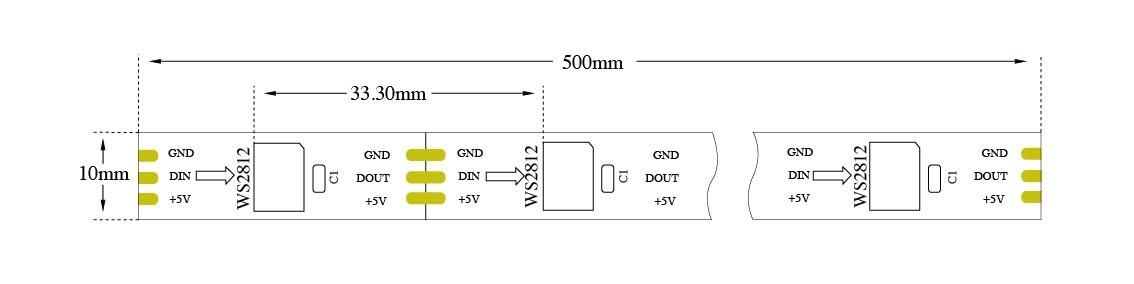 500mm
33.30mm
10mm
GND
DIN
+5V
WS2812
C1
GND
DOUT
+5V
GND
DIN
+5V
WS2812
C1
GND
DOUT
+5V
GND
DIN
+5V
WS2812
C1
GND
DOUT
+5V